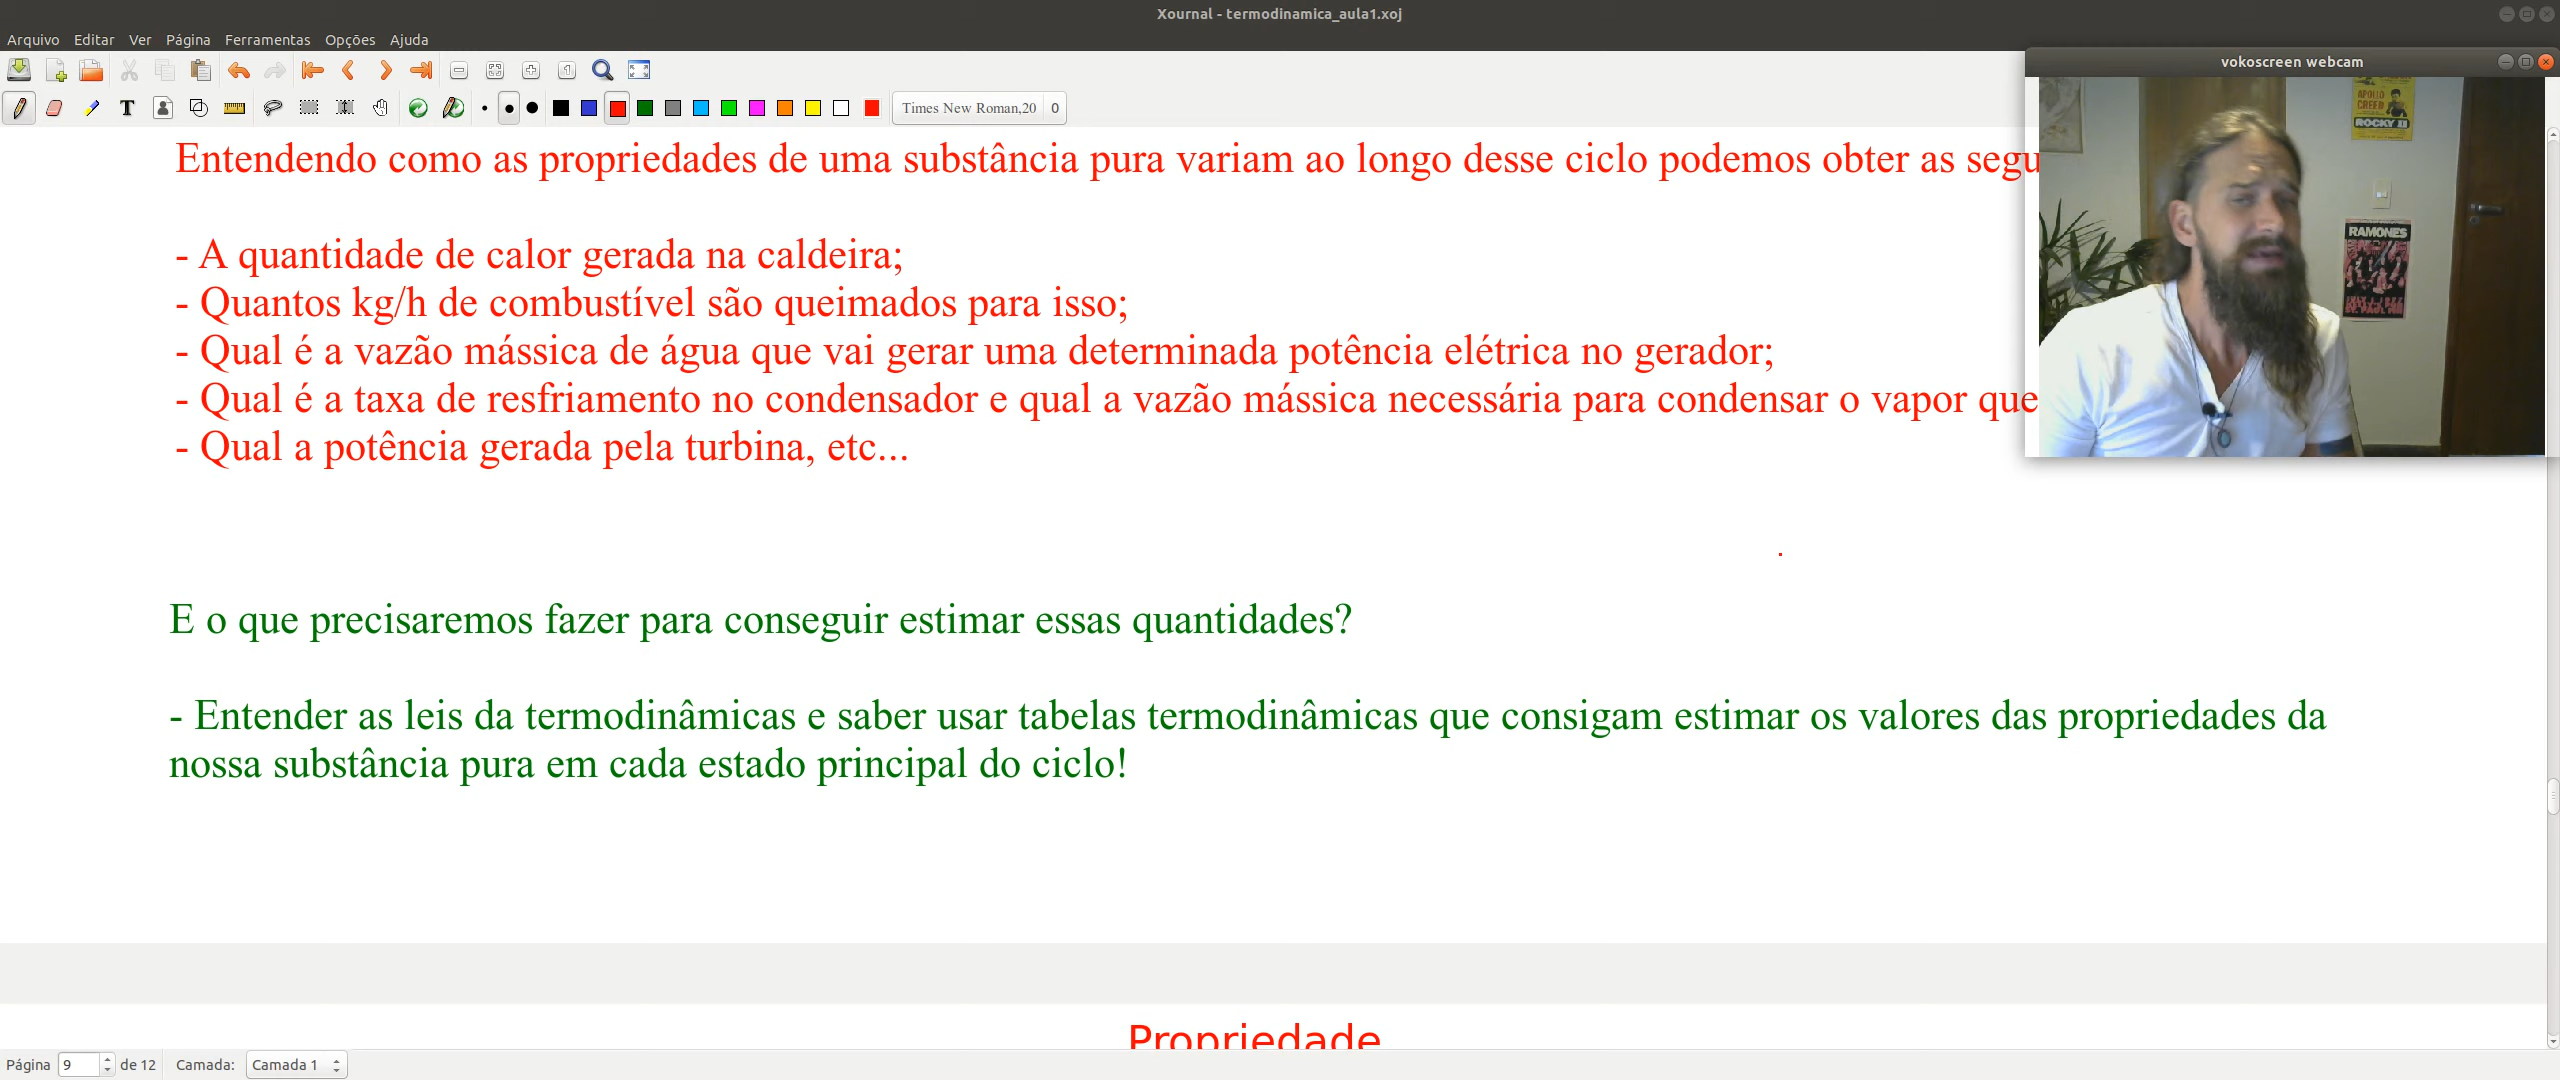 Xournal - termodinamica_aula1.xoj
Arquivo Editar Ver Página Ferramentas Opções Ajuda
vokoscreen webcam
Times New Roman,20 0
Entendendo como as propriedades de uma substância pura variam ao longo desse ciclo podemos obter as segu
- A quantidade de calor gerada na caldeira;
- Quantos kg/h de combustível são queimados para isso;
- Qual é a vazão mássica de água que vai gerar uma determinada potência elétrica no gerador;
- Qual é a taxa de resfriamento no condensador e qual a vazão mássica necessária para condensar o vapor que
- Qual a potência gerada pela turbina, etc...
APOLLO
CREED
ROCKY II
RAMONES
E o que precisaremos fazer para conseguir estimar essas quantidades?
- Entender as leis da termodinâmicas e saber usar tabelas termodinâmicas que consigam estimar os valores das propriedades da
nossa substância pura em cada estado principal do ciclo!
Propriedade
Página 9 de 12 Camada: Camada 1